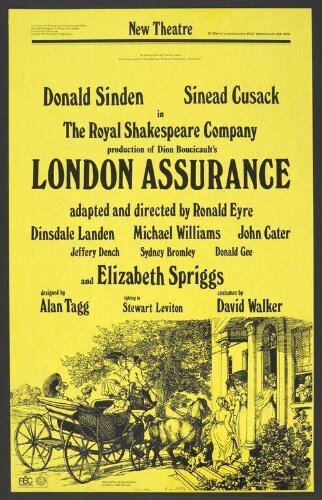 New Theatre
Donald Sinden Sinead Cusack
in
The Royal Shakespeare Company
production of Dion Boucicault's
LONDON ASSURANCE
adapted and directed by Ronald Eyre
Dinsdale Landen Michael Williams John Cater
Jeffery Dench Sydney Bromley Donald Gee
and Elizabeth Spriggs
designed by lighting by costumes by
Alan Tagg Stewart Leviton David Walker
FEC